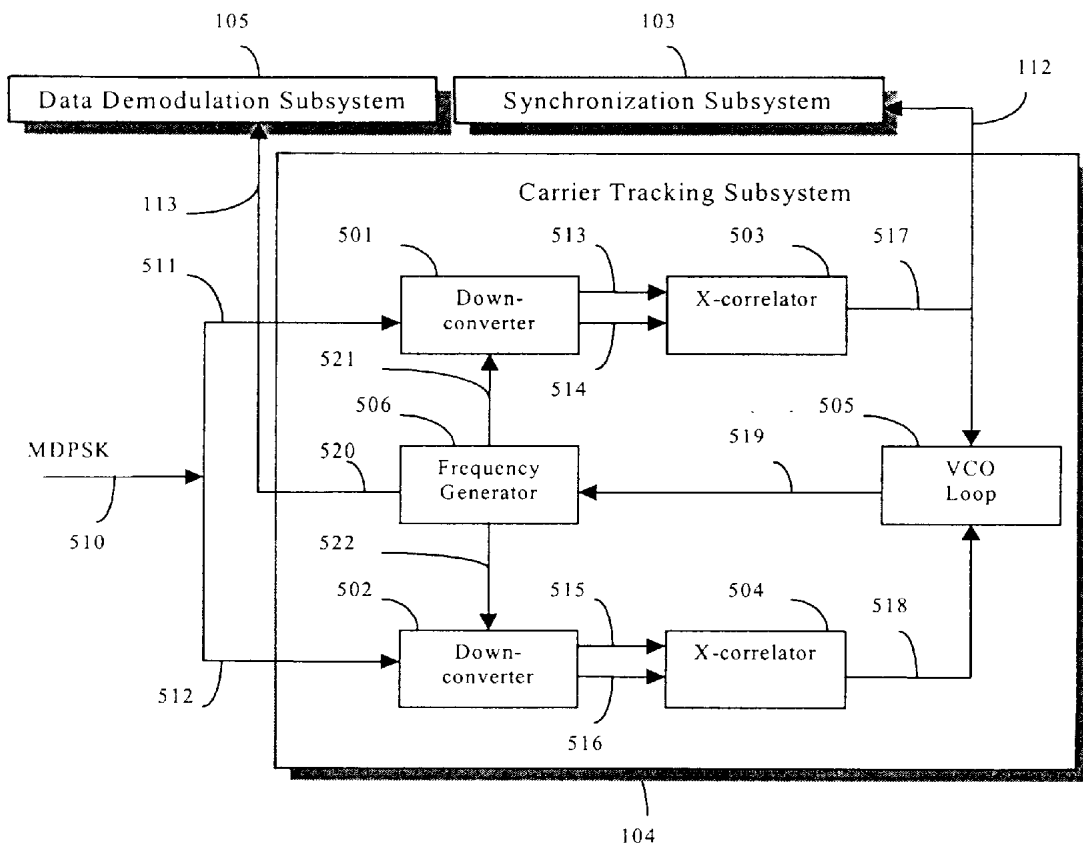 105
103
112
Data Demodulation Subsystem
Synchronization Subsystem
113
Carrier Tracking Subsystem
501
513
503
517
511
Down-
converter
X-correlator
521
514
506
505
MDPSK
520
519
Frequency
Generator
VCO
Loop
510
522
502
515
504
518
Down-
converter
X-correlator
512
516
104